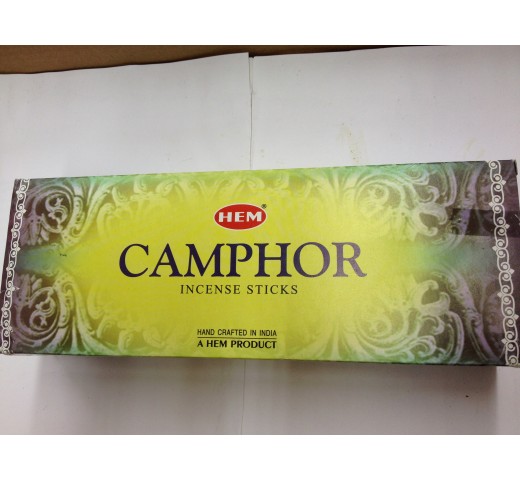 HEM
CAMPHOR
INCENSE STICKS
HAND CRAFTED IN INDIA
A HEM PRODUCT